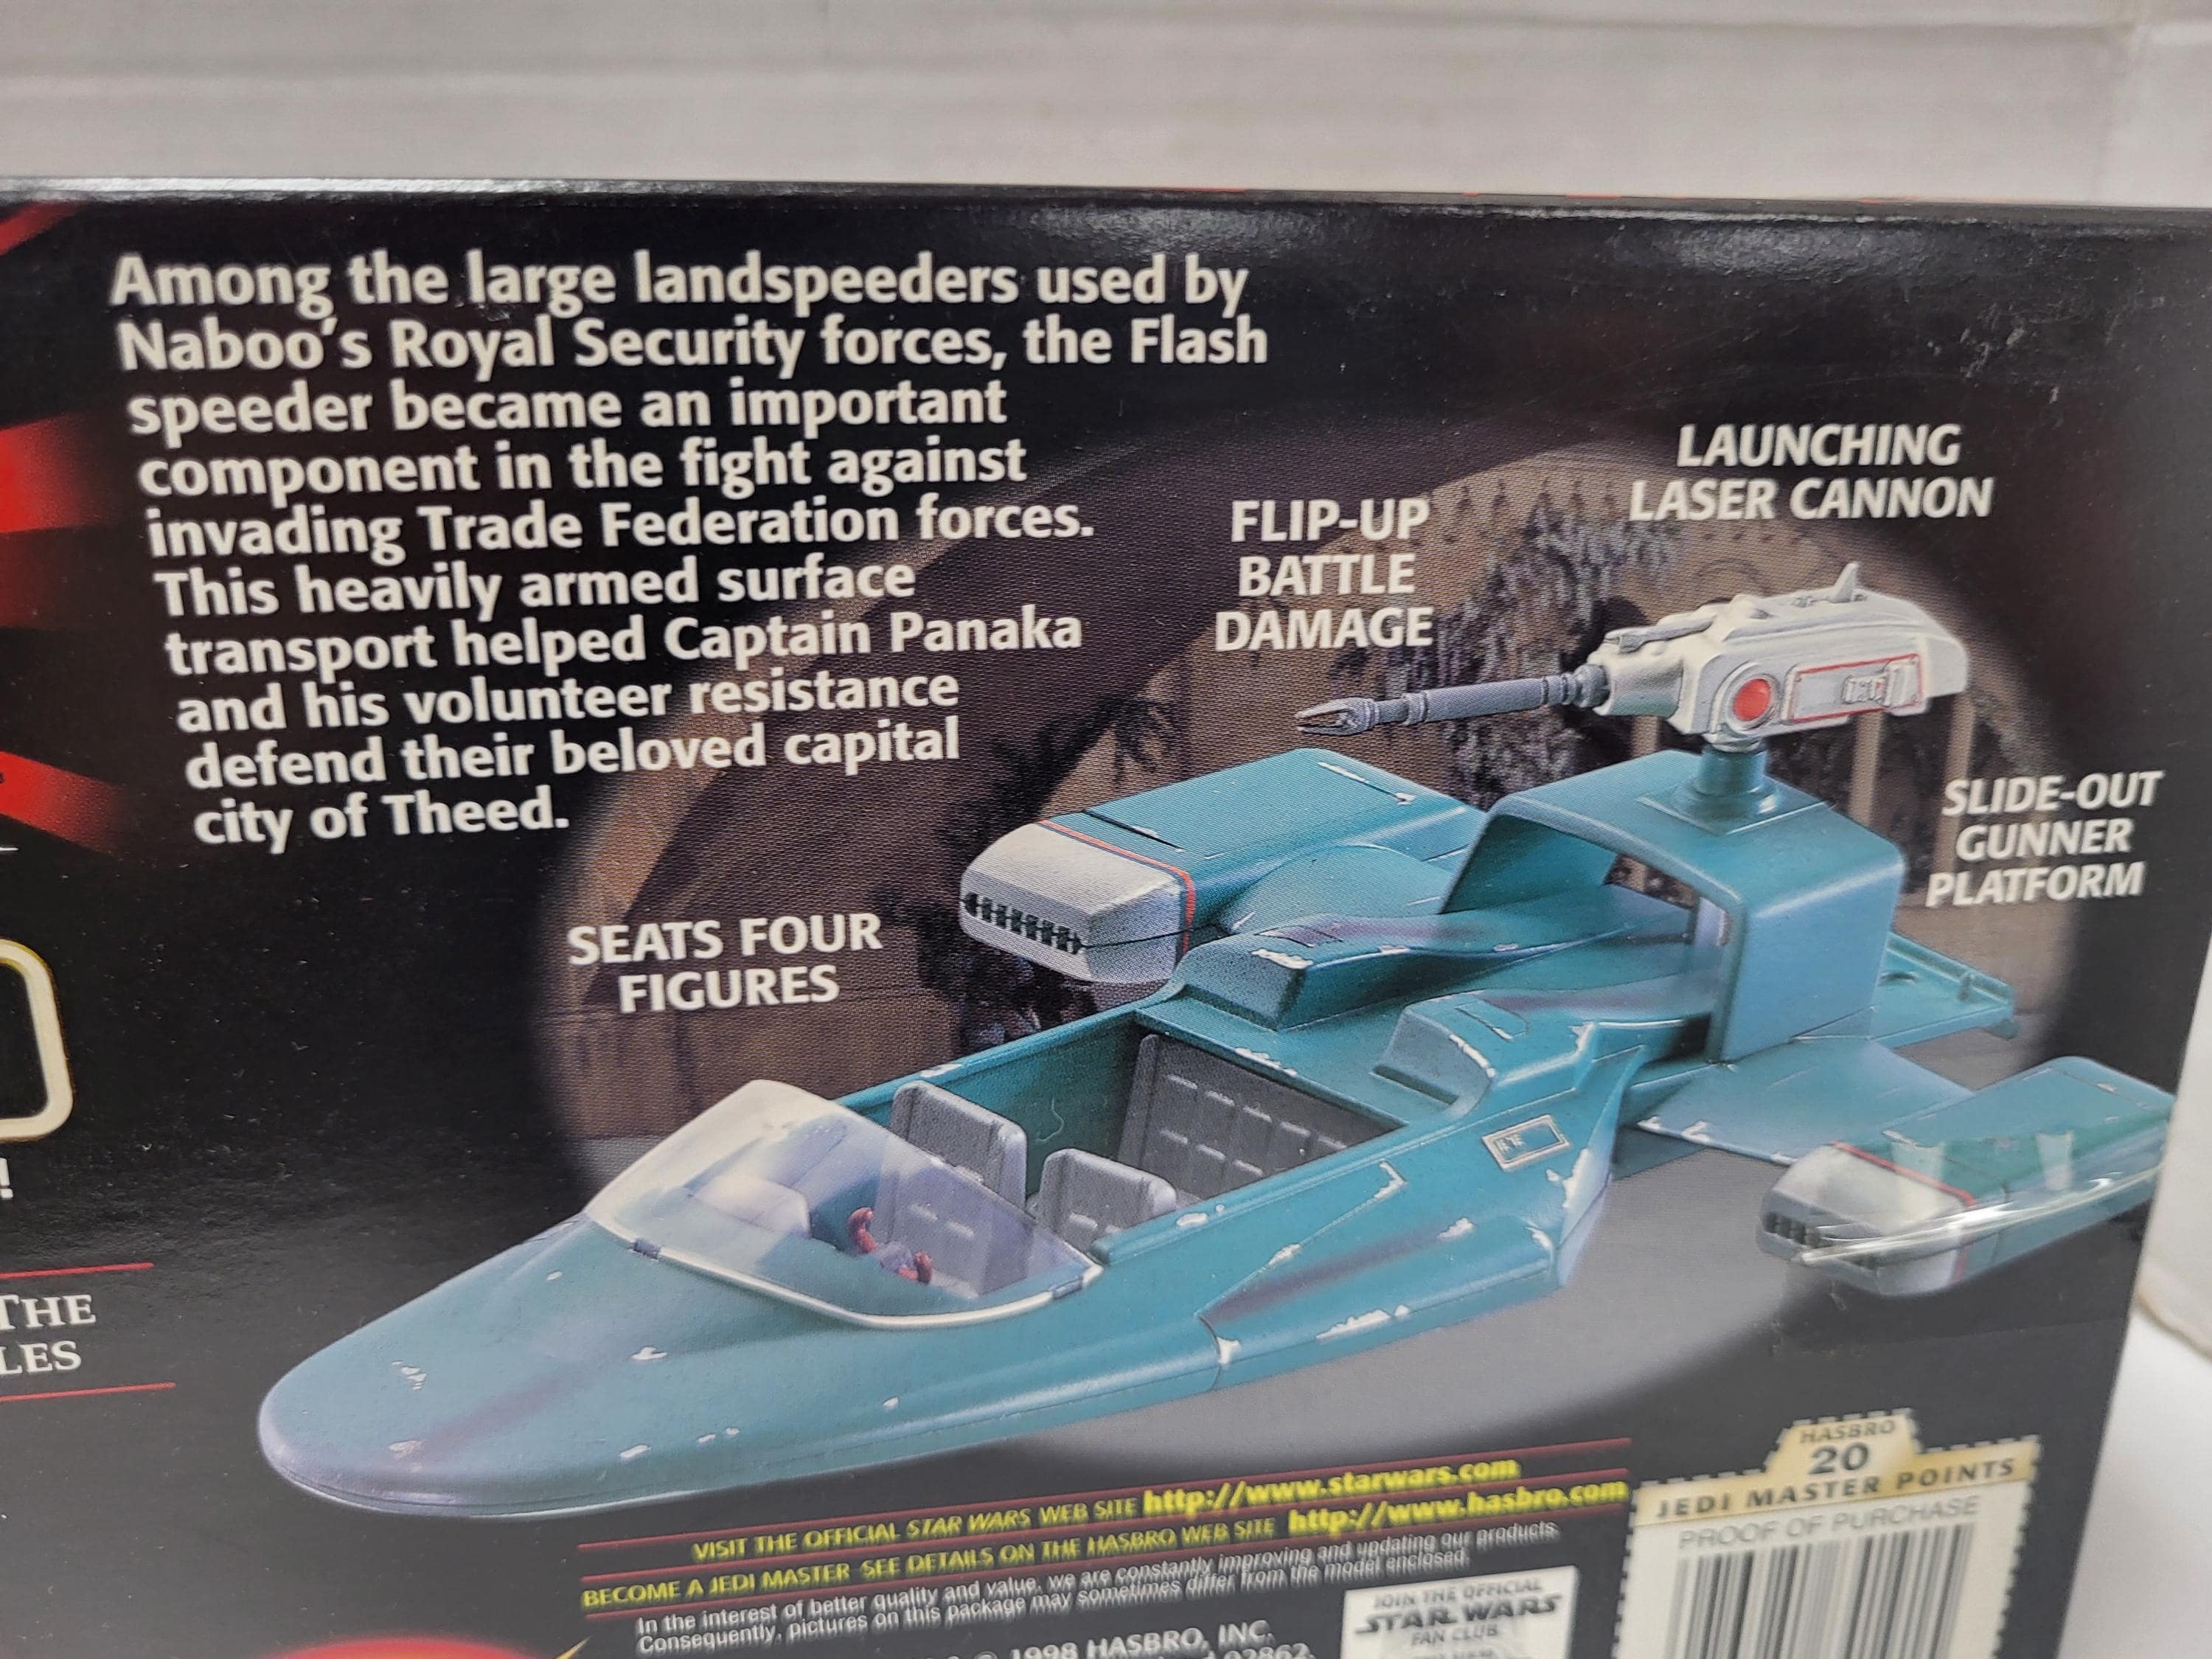 Among the large landspeeders used by
Naboo's Royal Security forces, the Flash
speeder became an important
component in the fight against
invading Trade Federation forces.
This heavily armed surface
transport helped Captain Panaka
and his volunteer resistance
defend their beloved capital
city of Theed.
LAUNCHING
LASER CANNON
FLIP-UP
BATTLE
DAMAGE
SLIDE-OUT
GUNNER
PLATFORM
SEATS FOUR
FIGURES
!
THE
LES
VISIT THE OFFICIAL STAR WARS WEB SITE http://www.starwars.com
BECOME A JEDI MASTER SEE DETAILS ON THE HASBRO WEB SITE http://www.hasbro.com
In the interest of better quality and value, we are constantly improving and updating our products.
Consequently, pictures on this package may sometimes differ from the model enclosed.
© 1998 HASBRO, INC.
02862.
JOIN THE OFFICIAL
STAR WARS
FAN CLUB
HASBRO
20
JEDI MASTER POINTS
PROOF OF PURCHASE